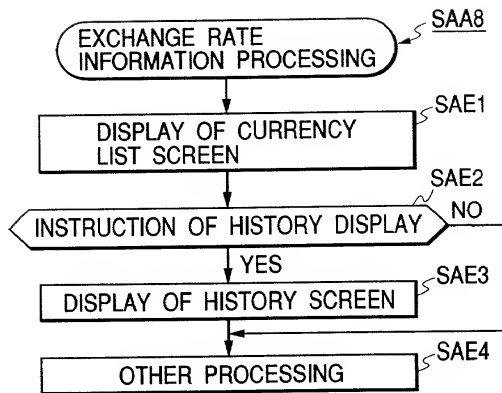 EXCHANGE RATE
INFORMATION PROCESSING
SAA8
SAE1
DISPLAY OF CURRENCY
LIST SCREEN
SAE2
INSTRUCTION OF HISTORY DISPLAY
NO
YES
SAE3
DISPLAY OF HISTORY SCREEN
SAE4
OTHER PROCESSING